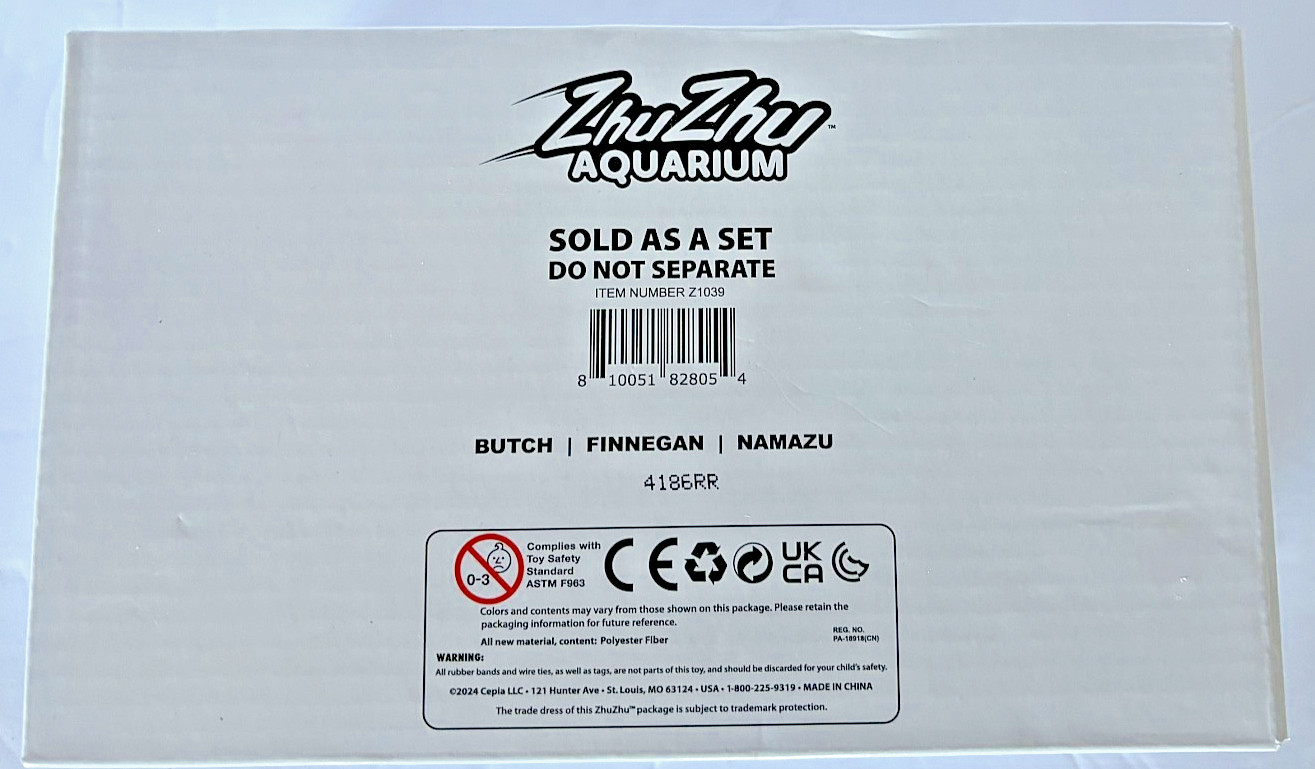 ZhuZhu™
AQUARIUM
SOLD AS A SET
DO NOT SEPARATE
ITEM NUMBER Z1039
8 10051 82805 4
BUTCH | FINNEGAN | NAMAZU
4186RR
0-3
Complies with
Toy Safety
Standard
ASTM F963
CE
UK
CA
Colors and contents may vary from those shown on this package. Please retain the
packaging information for future reference.
All new material, content: Polyester Fiber
REG. NO.
PA-18918(CN)
WARNING:
All rubber bands and wire ties, as well as tags, are not parts of this toy, and should be discarded for your child's safety.
©2024 Cepia LLC • 121 Hunter Ave • St. Louis, MO 63124 • USA • 1-800-225-9319 • MADE IN CHINA
The trade dress of this ZhuZhu™ package is subject to trademark protection.